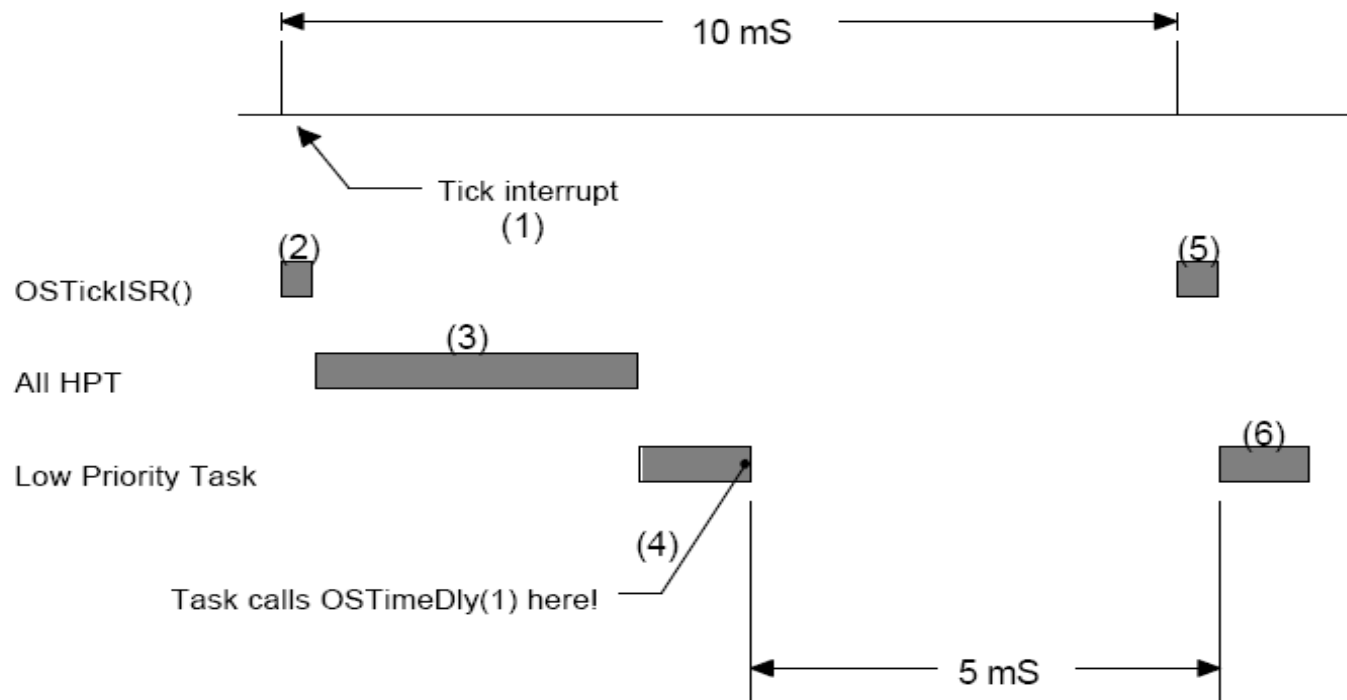 10 mS
Tick interrupt
(1)
(2)
(5)
OSTickISR()
(3)
All HPT
(6)
Low Priority Task
(4)
Task calls OSTimeDly(1) here!
5 mS